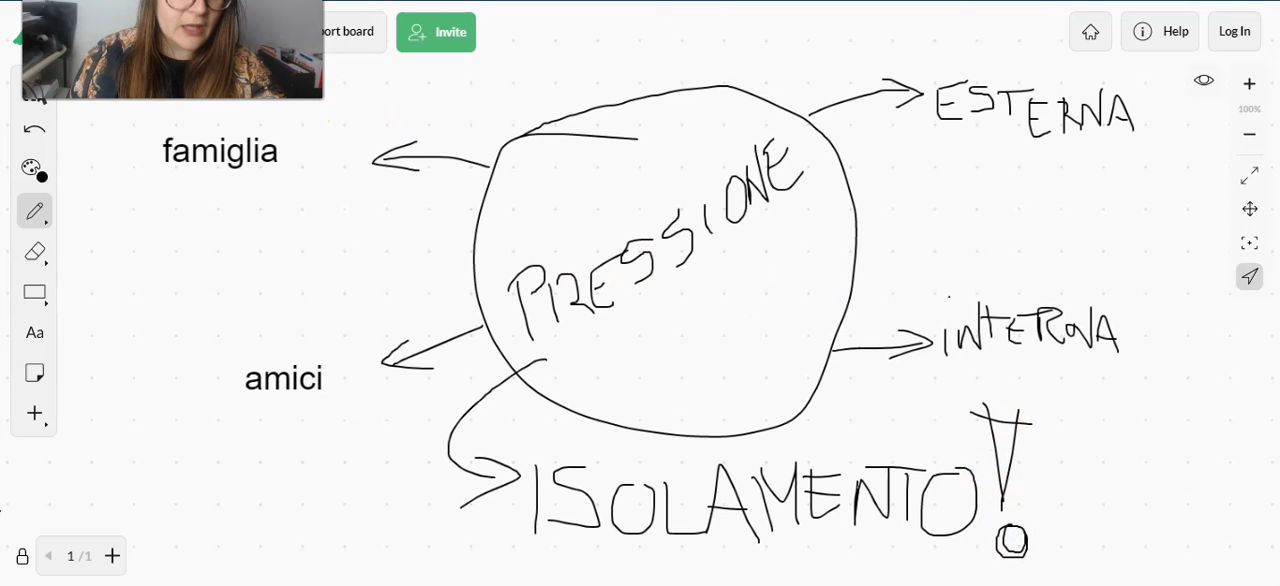 ort board
Invite
Help
Log In
100%
famiglia
ESTERNA
PRESSIONE
INTERNA
amici
Aa
ISOLAMENTO!
1/1